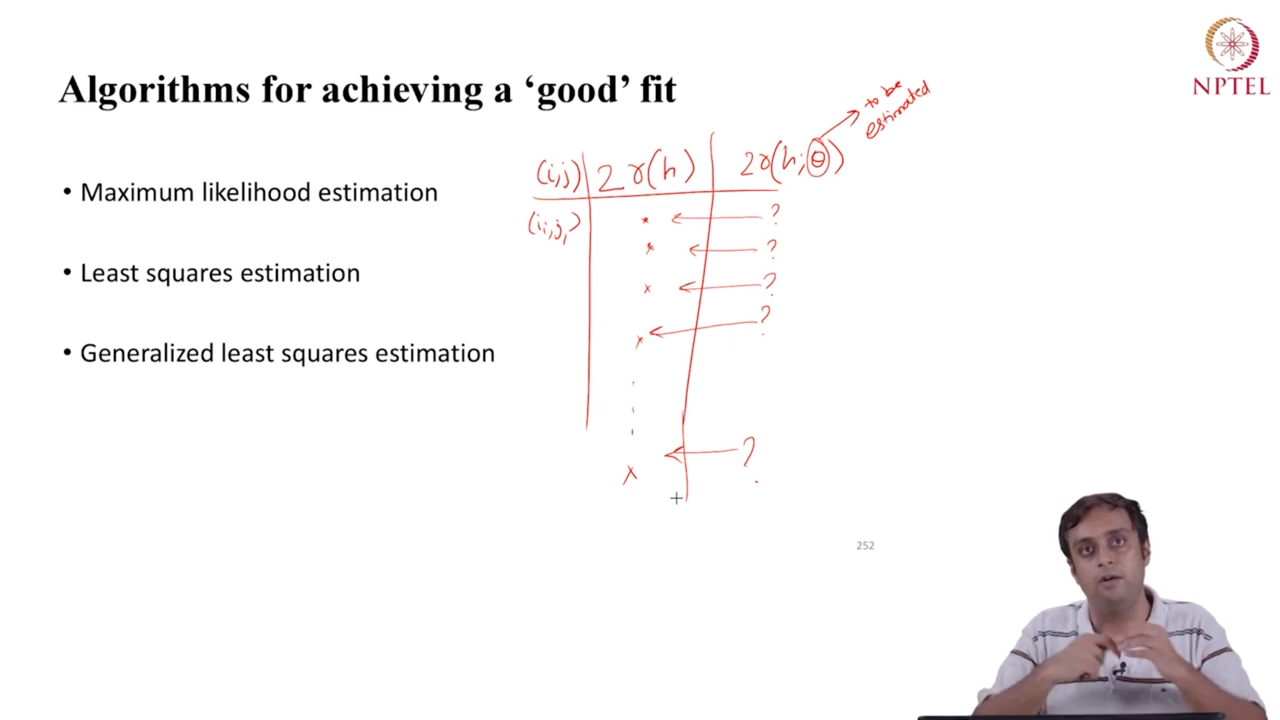 NPTEL
Algorithms for achieving a ‘good’ fit
to be
estimated
(i,j) 2γ(h) 2γ(h;θ)
• Maximum likelihood estimation
(i₁,j₁) * ?
* ?
• Least squares estimation
x ?
x ?
• Generalized least squares estimation
x ?
252